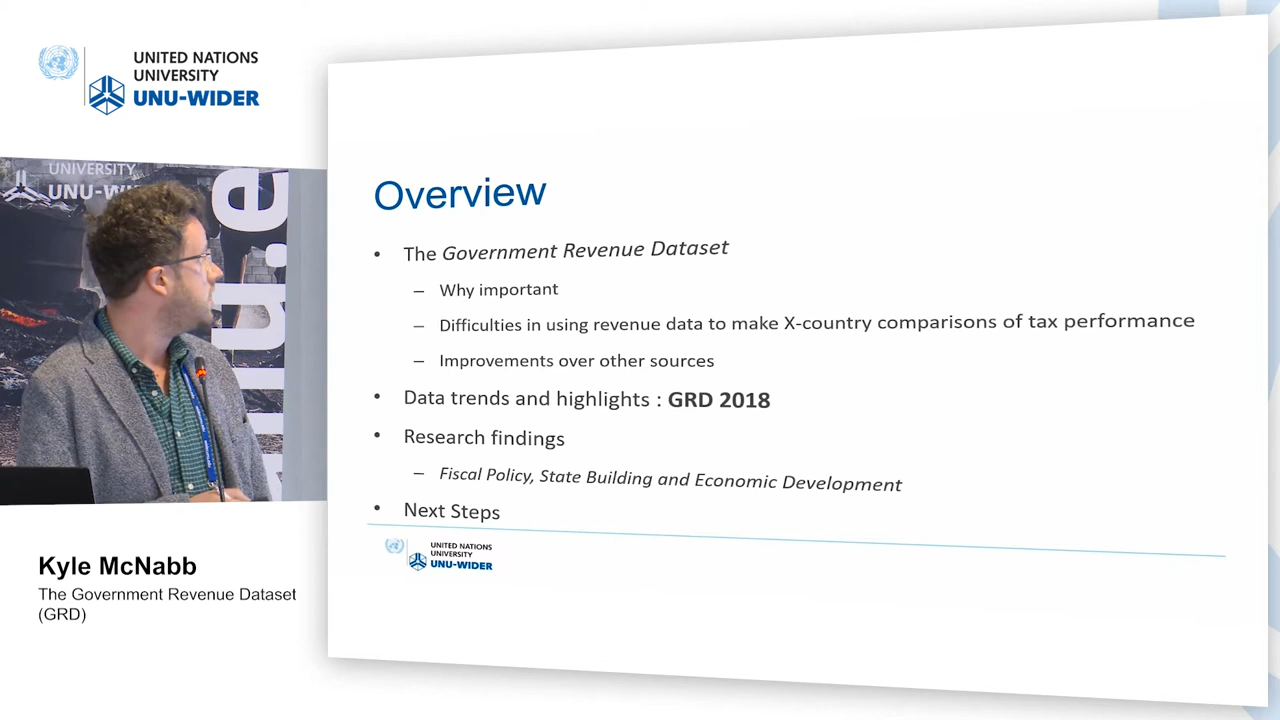 UNITED NATIONS
UNIVERSITY
UNU-WIDER
UNIVERSITY
UNU-WI
u.e
Overview
• The Government Revenue Dataset
– Why important
– Difficulties in using revenue data to make X-country comparisons of tax performance
– Improvements over other sources
• Data trends and highlights : GRD 2018
• Research findings
– Fiscal Policy, State Building and Economic Development
• Next Steps
UNITED NATIONS
UNIVERSITY
UNU-WIDER
Kyle McNabb
The Government Revenue Dataset
(GRD)